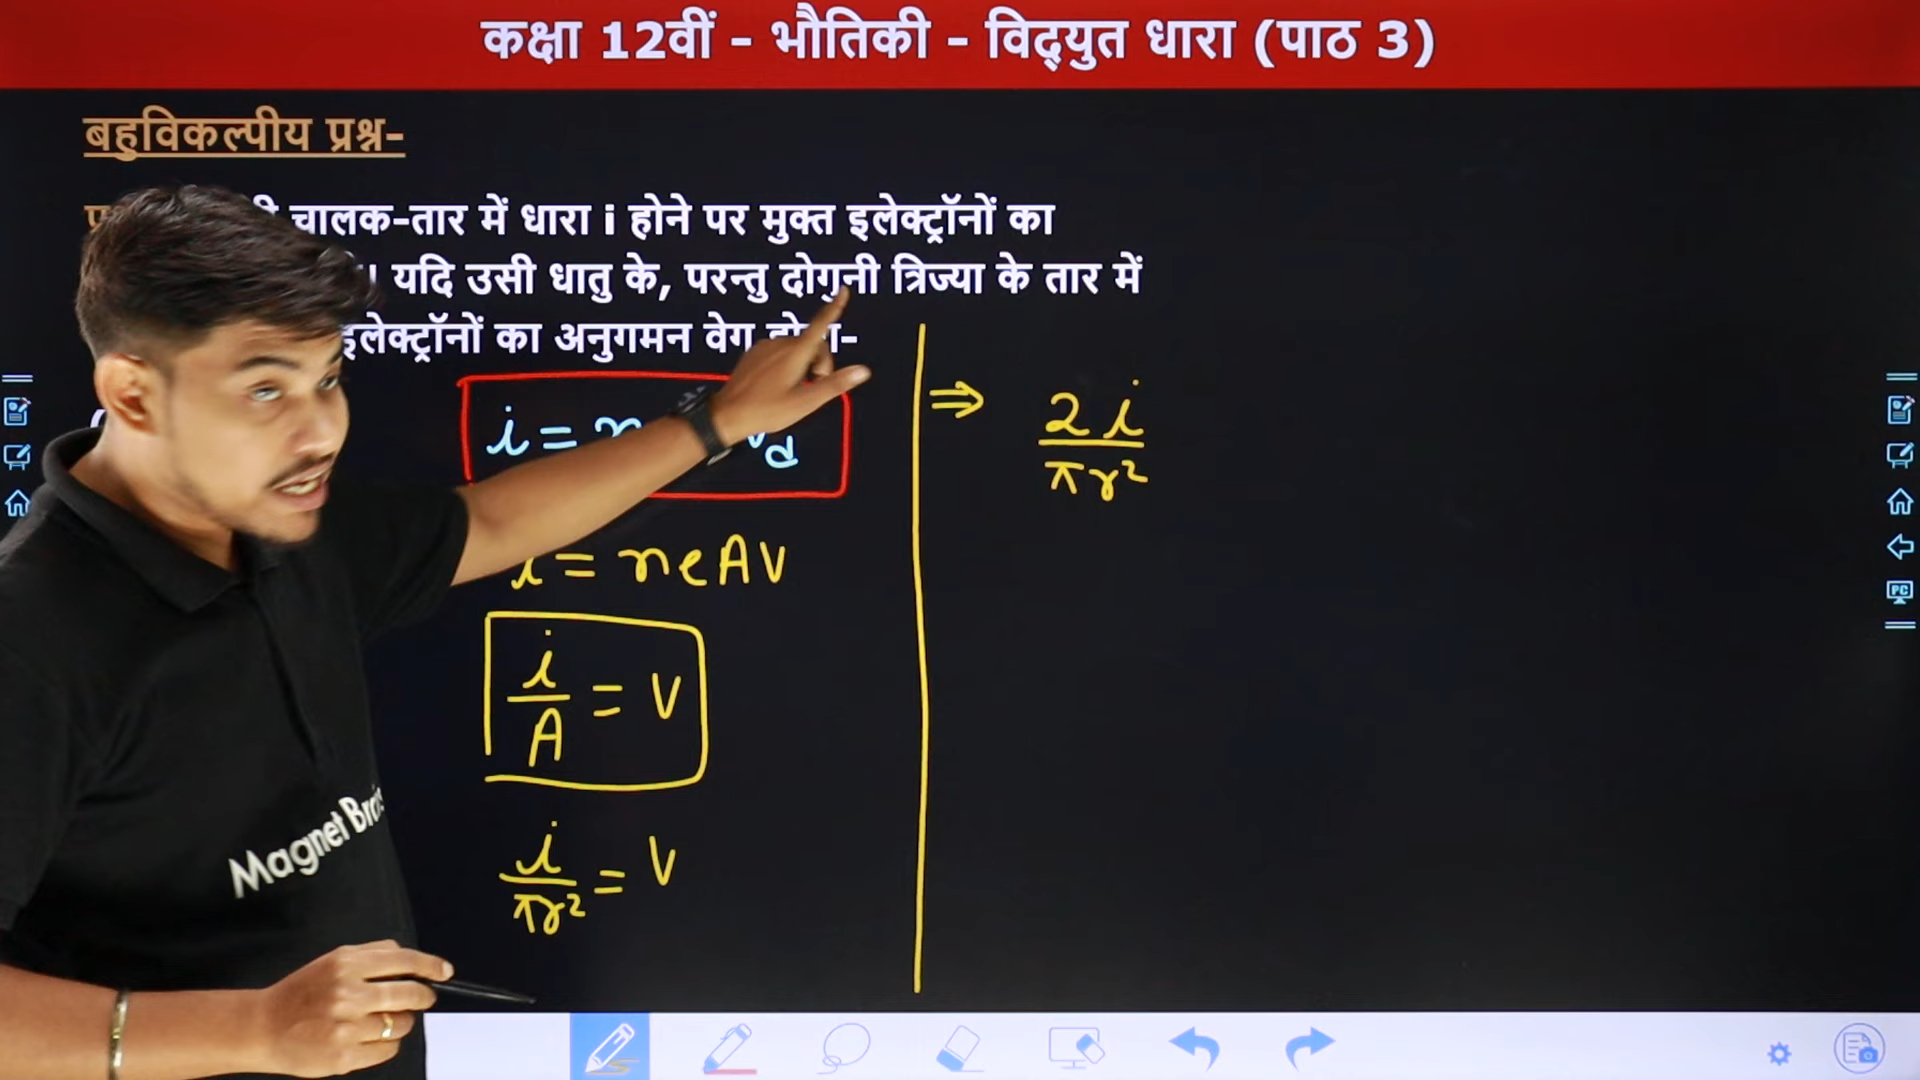 कक्षा 12वीं - भौतिकी - विद्युत धारा (पाठ 3)
बहुविकल्पीय प्रश्न-
चालक-तार में धारा i होने पर मुक्त इलेक्ट्रॉनों का
यदि उसी धातु के, परन्तु दोगुनी त्रिज्या के तार में
इलेक्ट्रॉनों का अनुगमन वेग
i =
i = neAV
i/A = V
i/πr² = V
⇒ 2i/πr²
Magnet
PC